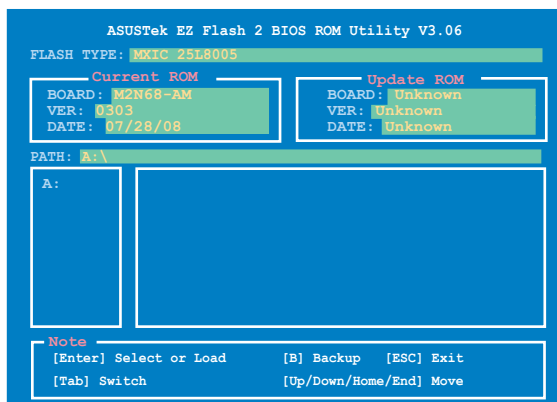 ASUSTek EZ Flash 2 BIOS ROM Utility V3.06
FLASH TYPE: MXIC 25L8005
Current ROM
BOARD: M2N68-AM
VER: 0303
DATE: 07/28/08
Update ROM
BOARD: Unknown
VER: Unknown
DATE: Unknown
PATH: A:\
A:
Note
[Enter] Select or Load [B] Backup [ESC] Exit
[Tab] Switch [Up/Down/Home/End] Move